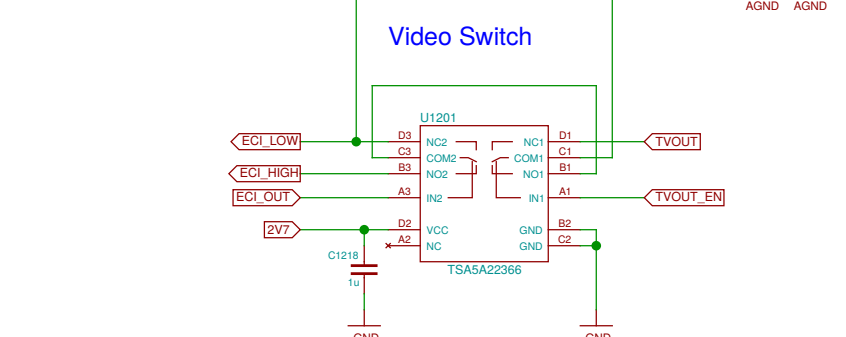 AGND AGND
Video Switch
U1201
ECI_LOW D3 NC2 NC1 D1 TVOUT
C3 COM2 COM1 C1
ECI_HIGH B3 NO2 NO1 B1
ECI_OUT A3 IN2 IN1 A1 TVOUT_EN
2V7 D2 VCC GND B2
A2 NC GND C2
C1218
TSA5A22366
1u
GND GND